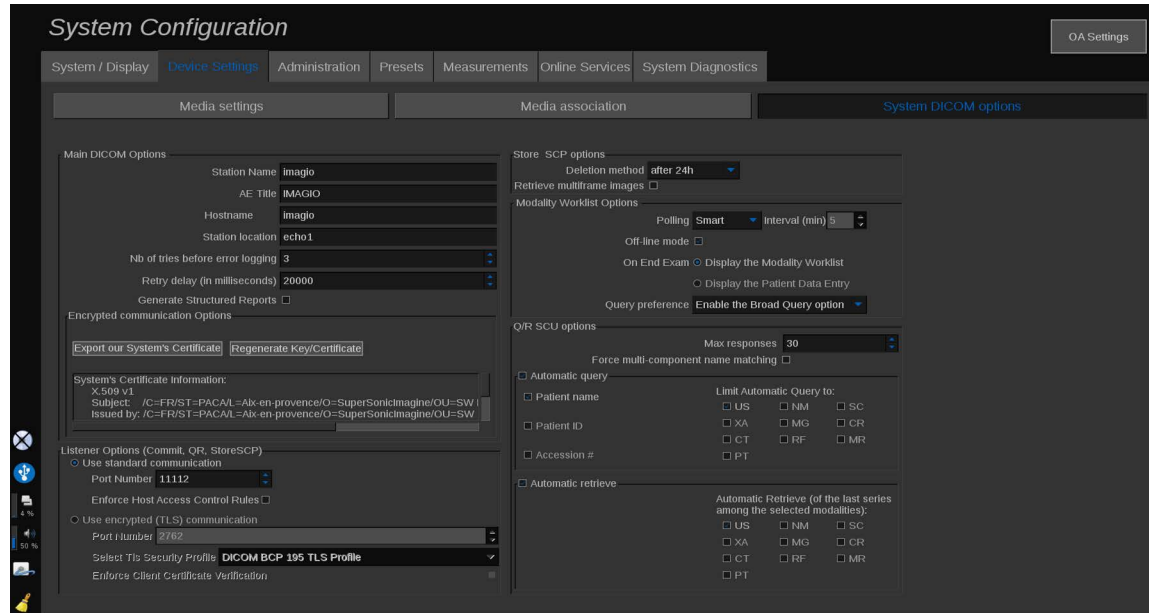 System Configuration
OA Settings
System / Display Device Settings Administration Presets Measurements Online Services System Diagnostics
Media settings Media association System DICOM options
Main DICOM Options
Station Name imagio
AE Title IMAGIO
Hostname imagio
Station location echo1
Nb of tries before error logging 3
Retry delay (in milliseconds) 20000
Generate Structured Reports
Encrypted communication Options
Export our System's Certificate Regenerate Key/Certificate
System's Certificate Information:
X.509 v1
Subject: /C=FR/ST=PACA/L=Aix-en-provence/O=SuperSonicImagine/OU=SW
Issued by: /C=FR/ST=PACA/L=Aix-en-provence/O=SuperSonicImagine/OU=SW
Listener Options (Commit, QR, StoreSCP)
Use standard communication
Port Number 11112
Enforce Host Access Control Rules
Use encrypted (TLS) communication
Port Number 2762
Select Tls Security Profile DICOM BCP 195 TLS Profile
Enforce Client Certificate Verification
Store SCP options
Deletion method after 24h
Retrieve multiframe images
Modality Worklist Options
Polling Smart Interval (min) 5
Off-line mode
On End Exam Display the Modality Worklist
Display the Patient Data Entry
Query preference Enable the Broad Query option
Q/R SCU options
Max responses 30
Force multi-component name matching
Automatic query
Patient name
Patient ID
Accession #
Limit Automatic Query to:
US NM SC
XA MG CR
CT RF MR
PT
Automatic retrieve
Automatic Retrieve (of the last series
among the selected modalities):
US NM SC
XA MG CR
CT RF MR
PT
4 %
50 %